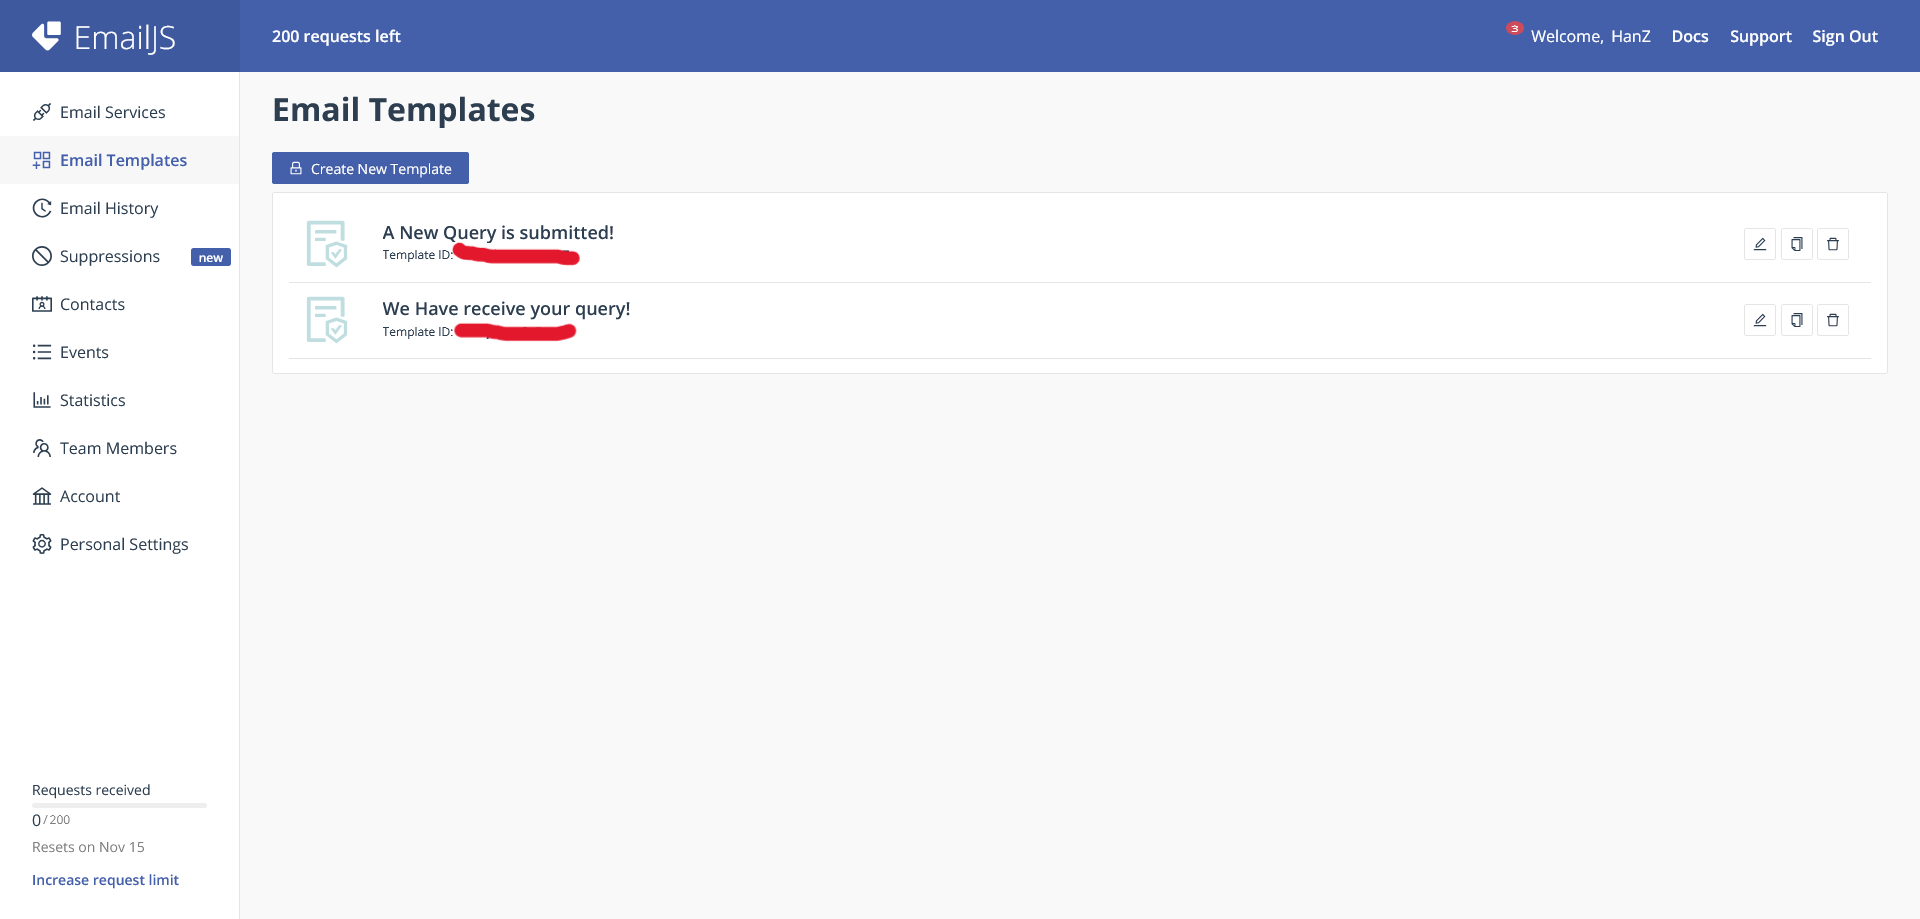 EmailJS
200 requests left
3 Welcome, HanZ Docs Support Sign Out
Email Services
Email Templates
Email History
Suppressions new
Contacts
Events
Statistics
Team Members
Account
Personal Settings
Requests received
0/200
Resets on Nov 15
Increase request limit
Email Templates
Create New Template
A New Query is submitted!
Template ID:
We Have receive your query!
Template ID: